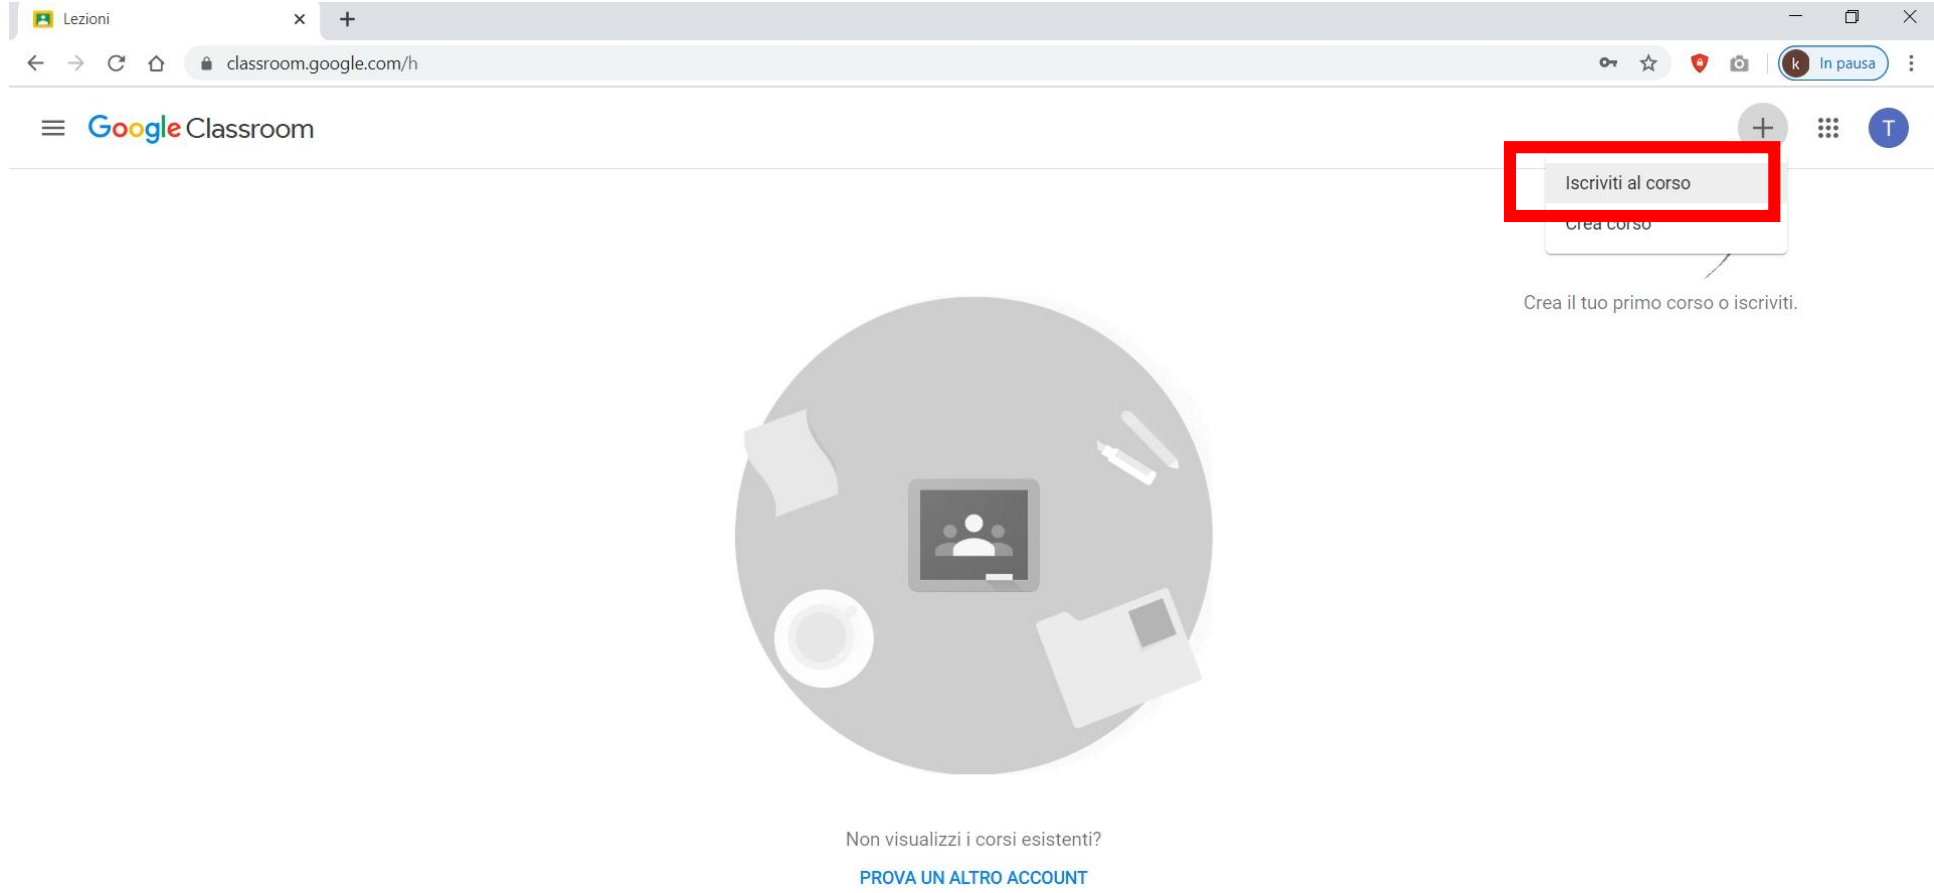 Lezioni
classroom.google.com/h
k In pausa
Google Classroom
T
Iscriviti al corso
Crea corso
Crea il tuo primo corso o iscriviti.
Non visualizzi i corsi esistenti?
PROVA UN ALTRO ACCOUNT